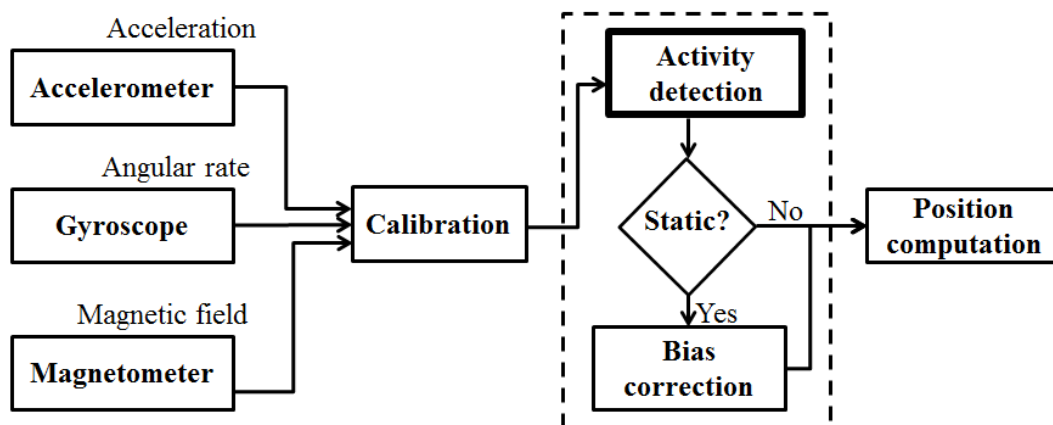 Acceleration
Accelerometer
Angular rate
Gyroscope
Magnetic field
Magnetometer
Calibration
Activity
detection
Static?
No
Yes
Bias
correction
Position
computation